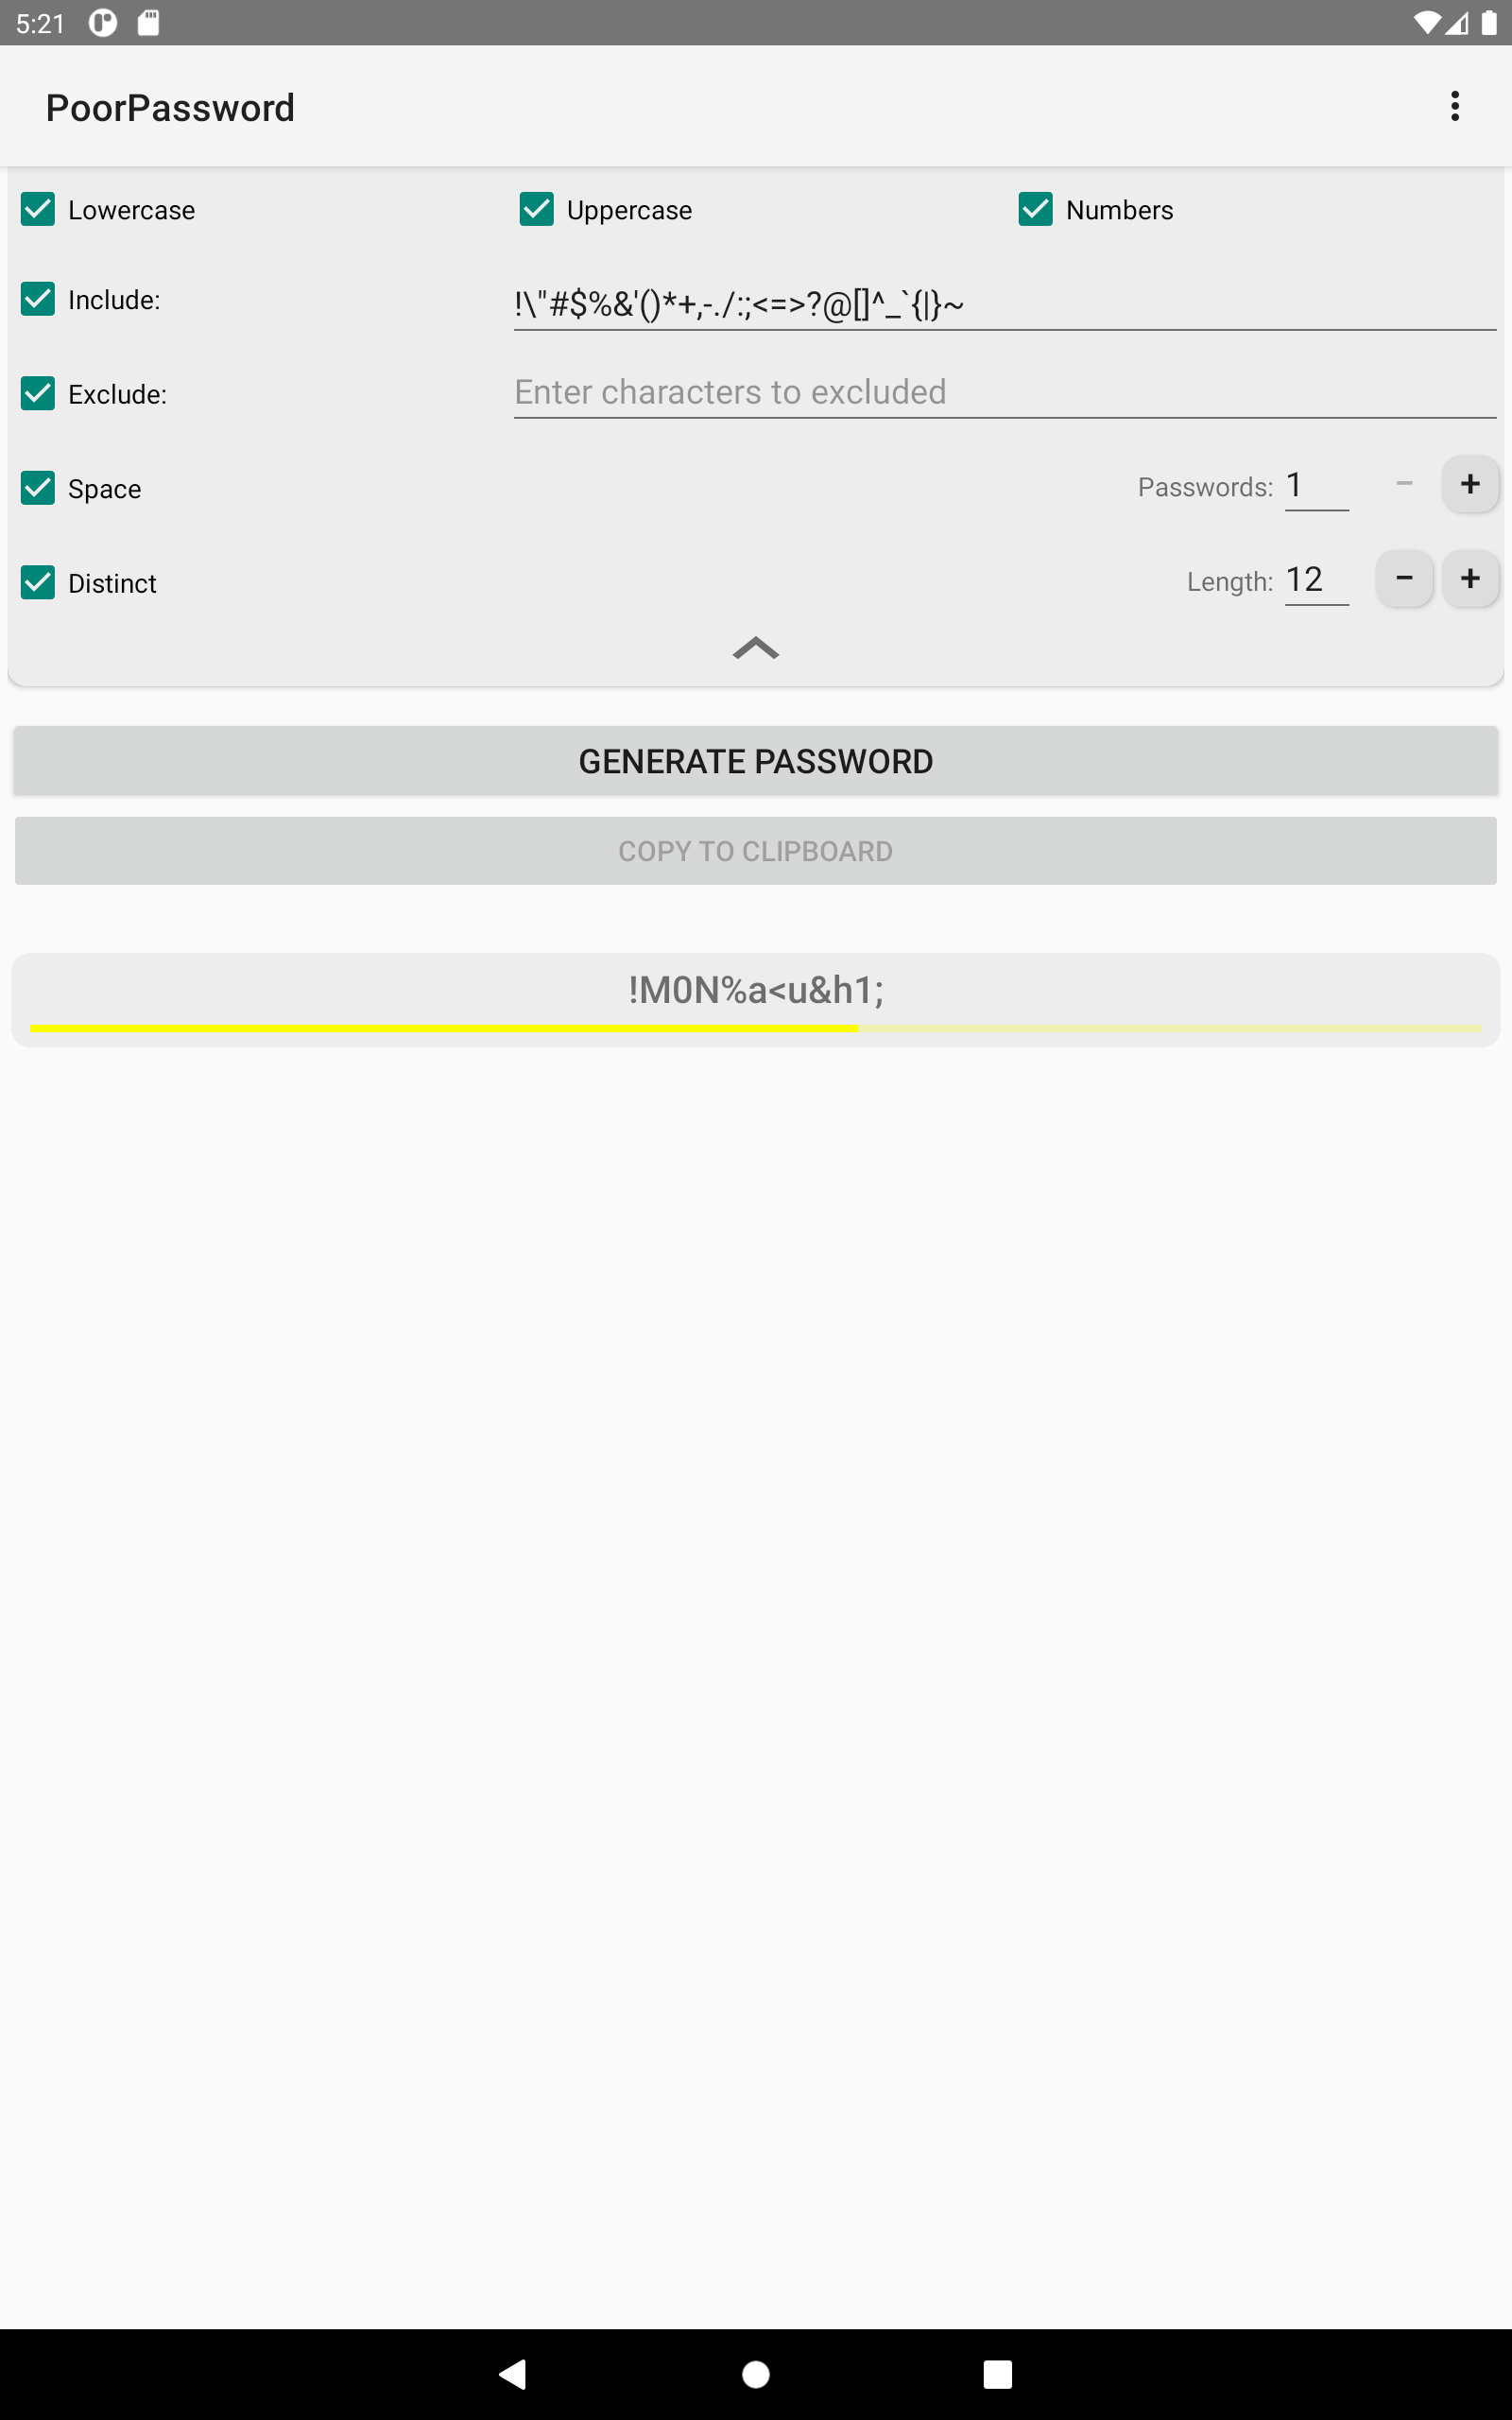 5:21
PoorPassword
Lowercase
Uppercase
Numbers
Include:
!\"#$%&'()*+,-./:;<=>?@[]^_`{|}~
Exclude:
Enter characters to excluded
Space
Passwords: 1 − +
Distinct
Length: 12 − +
GENERATE PASSWORD
COPY TO CLIPBOARD
!M0N%a<u&h1;